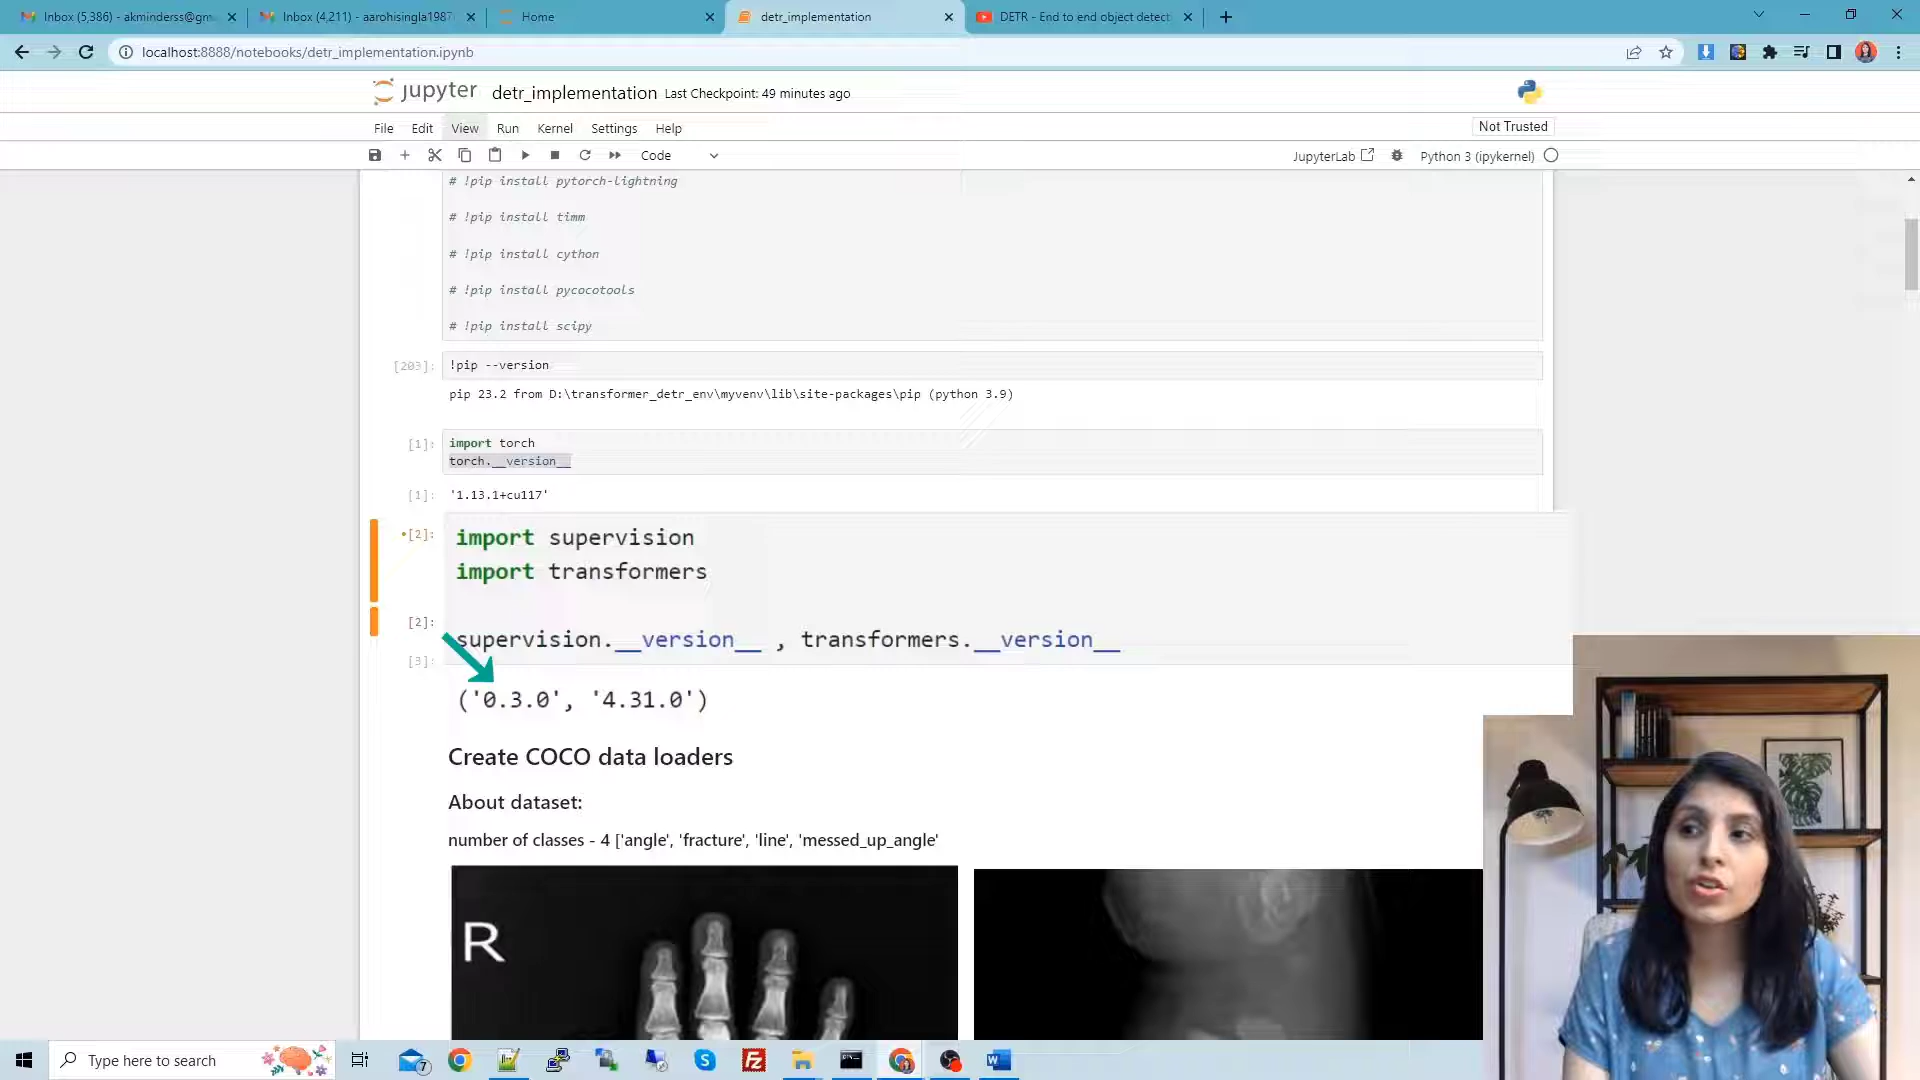 Inbox (5,386) - akminderss@gm
Inbox (4,211) - aarohisingla1987
Home
detr_implementation
DETR - End to end object detect
localhost:8888/notebooks/detr_implementation.ipynb
jupyter detr_implementation Last Checkpoint: 49 minutes ago
File Edit View Run Kernel Settings Help
Not Trusted
Code
JupyterLab
Python 3 (ipykernel)
# !pip install pytorch-lightning
# !pip install timm
# !pip install cython
# !pip install pycocotools
# !pip install scipy
[203]: !pip --version
pip 23.2 from D:\transformer_detr_env\myvenv\lib\site-packages\pip (python 3.9)
[1]: import torch
torch.__version__
[1]: '1.13.1+cu117'
[2]: import supervision
import transformers
[2]: supervision.__version__ , transformers.__version__
[3]:
('0.3.0', '4.31.0')
Create COCO data loaders
About dataset:
number of classes - 4 ['angle', 'fracture', 'line', 'messed_up_angle'
R
Type here to search
7